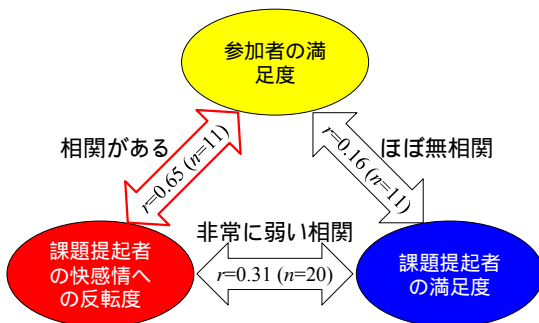 参加者の満
足度
相関がある
r=0.65 (n=11)
r=0.16 (n=11)
ほぼ無相関
非常に弱い相関
r=0.31 (n=20)
課題提起者
の快感情へ
の反転度
課題提起者
の満足度